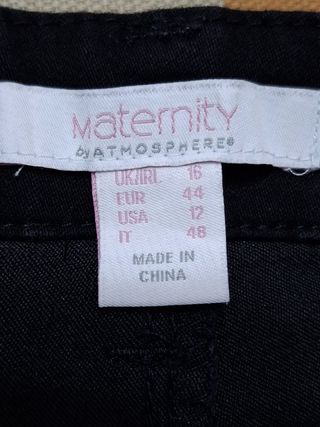 Maternity
by ATMOSPHERE®
UK/IRL 16
EUR 44
USA 12
IT 48
MADE IN
CHINA